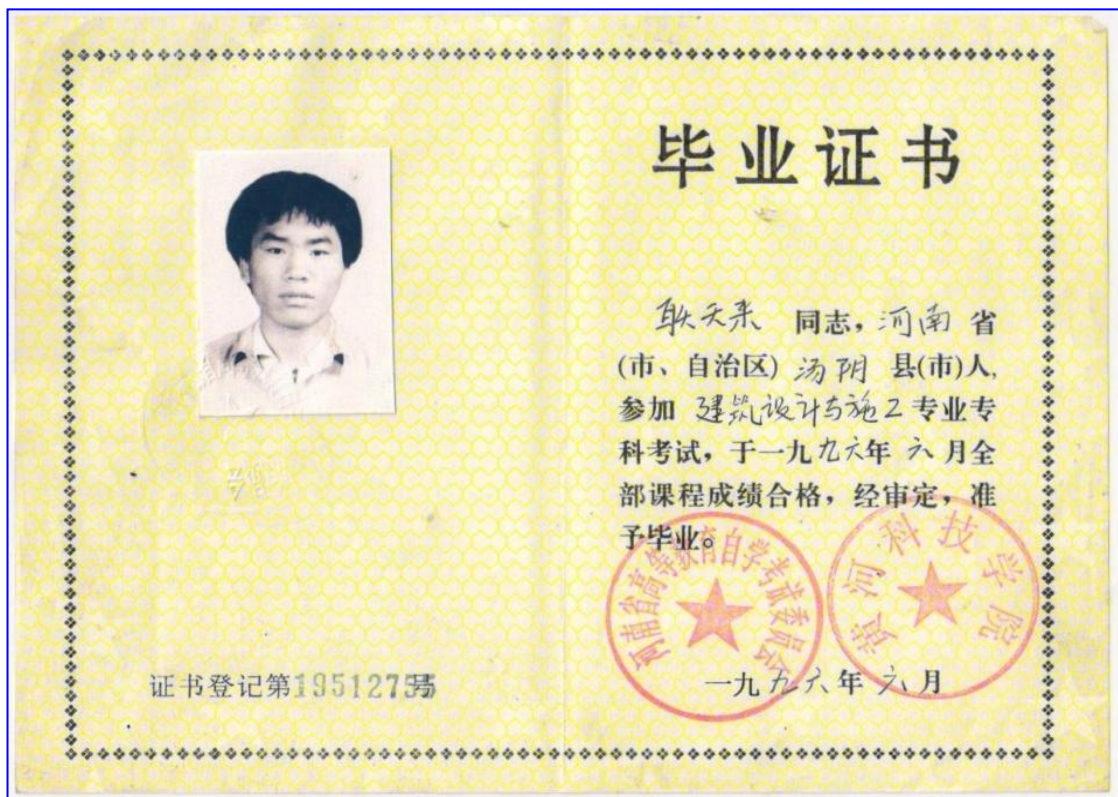 毕业证书
耿天来 同志，河南 省
(市、自治区) 汤阴 县(市)人，
参加 建筑设计与施工 专业专
科考试，于一九九六年 六 月全
部课程成绩合格，经审定，准
予毕业。
河南省高等教育自学考试委员会
黄河科技学院
证书登记第19512755号
一九九六年六月